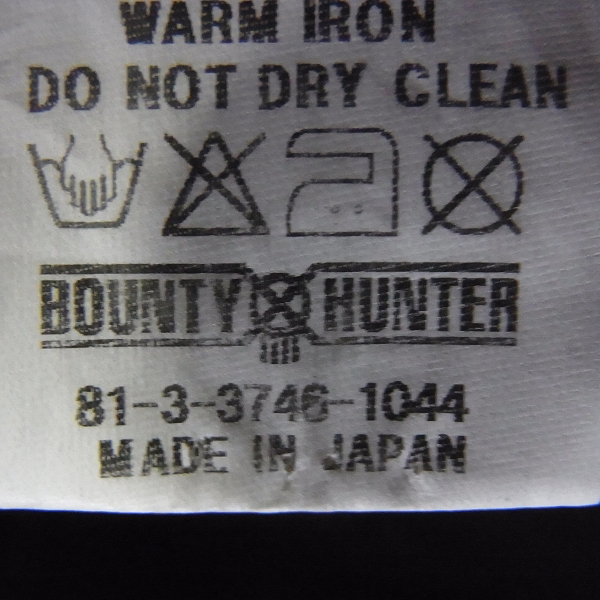 WARM IRON
DO NOT DRY CLEAN
BOUNTY HUNTER
81-3-3746-1044
MADE IN JAPAN